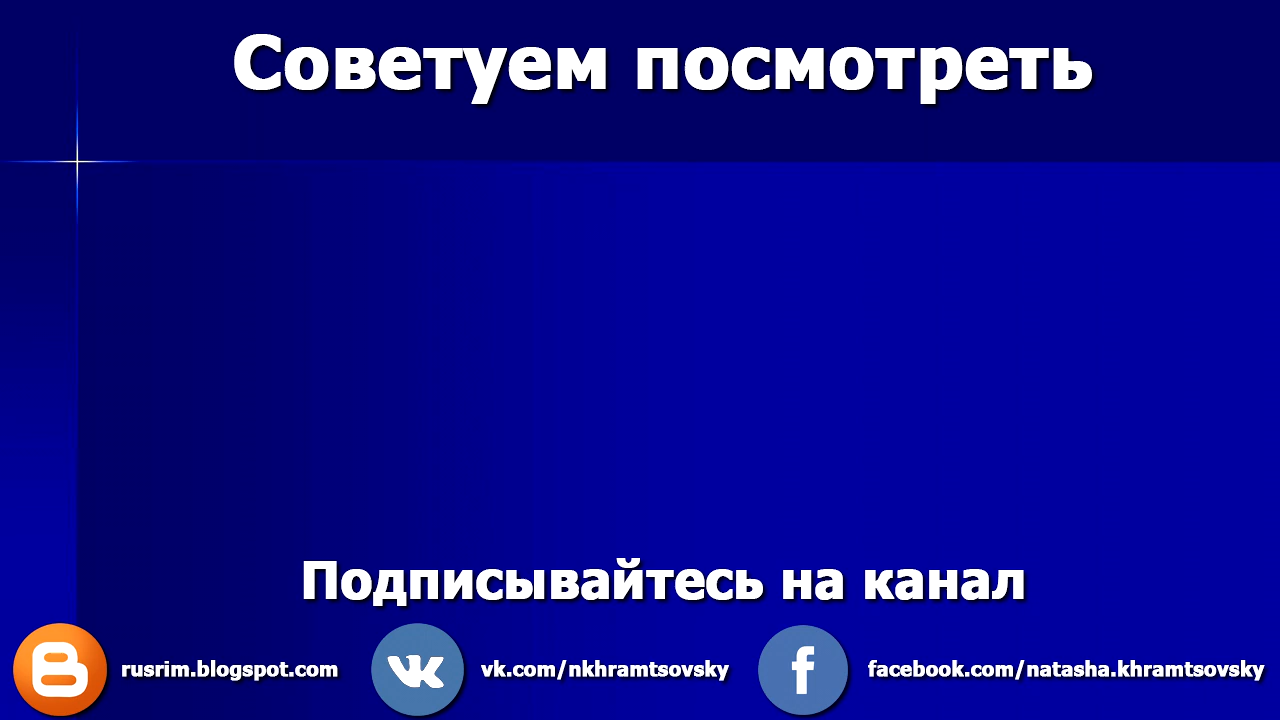 Советуем посмотреть
Подписывайтесь на канал
rusrim.blogspot.com vk.com/nkhramtsovsky facebook.com/natasha.khramtsovsky